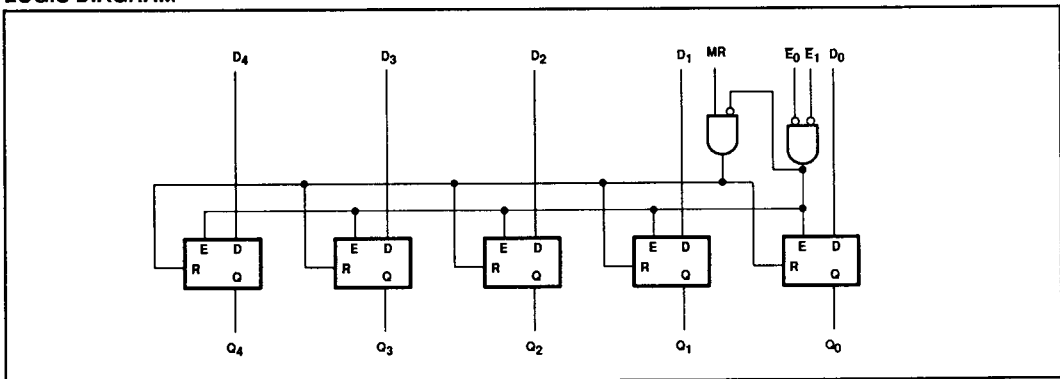 LOGIC DIAGRAM
D4 D3 D2 D1 MR E0 E1 D0
E D E D E D E D E D
R Q R Q R Q R Q R Q
Q4 Q3 Q2 Q1 Q0